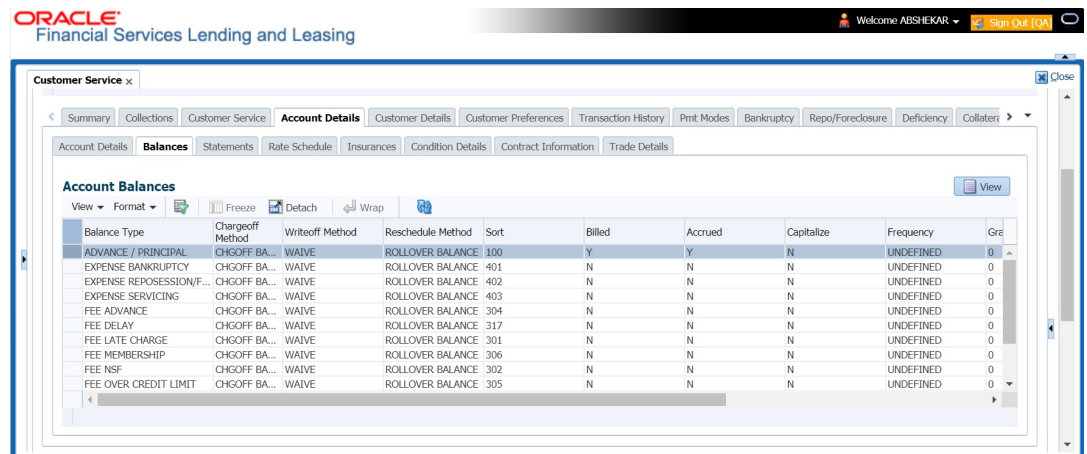 ORACLE®
Financial Services Lending and Leasing
Welcome ABSHEKAR
Sign Out [QA]
Customer Service
Close
Summary Collections Customer Service Account Details Customer Details Customer Preferences Transaction History Pmt Modes Bankruptcy Repo/Foreclosure Deficiency Collatera
Account Details Balances Statements Rate Schedule Insurances Condition Details Contract Information Trade Details
Account Balances
View
View Format Freeze Detach Wrap
Balance Type Chargeoff Method Writeoff Method Reschedule Method Sort Billed Accrued Capitalize Frequency Gra
ADVANCE / PRINCIPAL CHGOFF BA... WAIVE ROLLOVER BALANCE 100 Y Y N UNDEFINED 0
EXPENSE BANKRUPTCY CHGOFF BA... WAIVE ROLLOVER BALANCE 401 N N N UNDEFINED 0
EXPENSE REPOSESSION/F... CHGOFF BA... WAIVE ROLLOVER BALANCE 402 N N N UNDEFINED 0
EXPENSE SERVICING CHGOFF BA... WAIVE ROLLOVER BALANCE 403 N N N UNDEFINED 0
FEE ADVANCE CHGOFF BA... WAIVE ROLLOVER BALANCE 304 N N N UNDEFINED 0
FEE DELAY CHGOFF BA... WAIVE ROLLOVER BALANCE 317 N N N UNDEFINED 0
FEE LATE CHARGE CHGOFF BA... WAIVE ROLLOVER BALANCE 301 N N N UNDEFINED 0
FEE MEMBERSHIP CHGOFF BA... WAIVE ROLLOVER BALANCE 306 N N N UNDEFINED 0
FEE NSF CHGOFF BA... WAIVE ROLLOVER BALANCE 302 N N N UNDEFINED 0
FEE OVER CREDIT LIMIT CHGOFF BA... WAIVE ROLLOVER BALANCE 305 N N N UNDEFINED 0